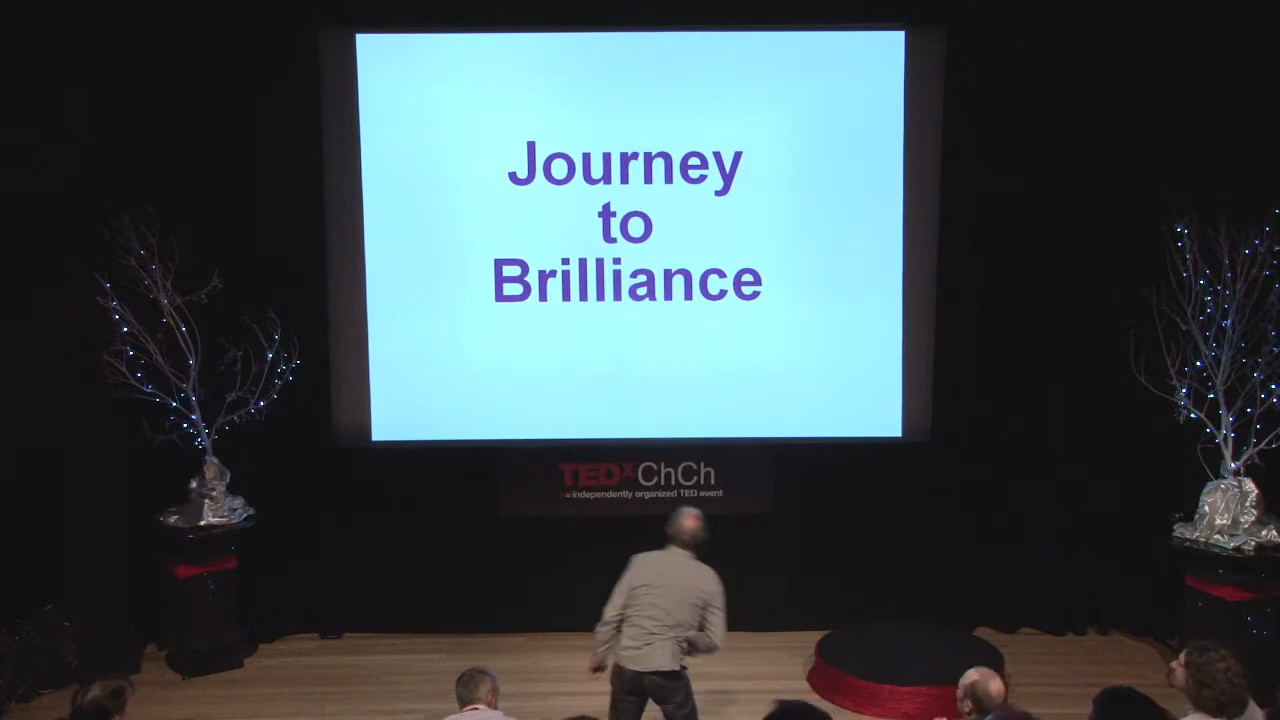 Journey
to
Brilliance
TEDxChCh
x = independently organized TED event